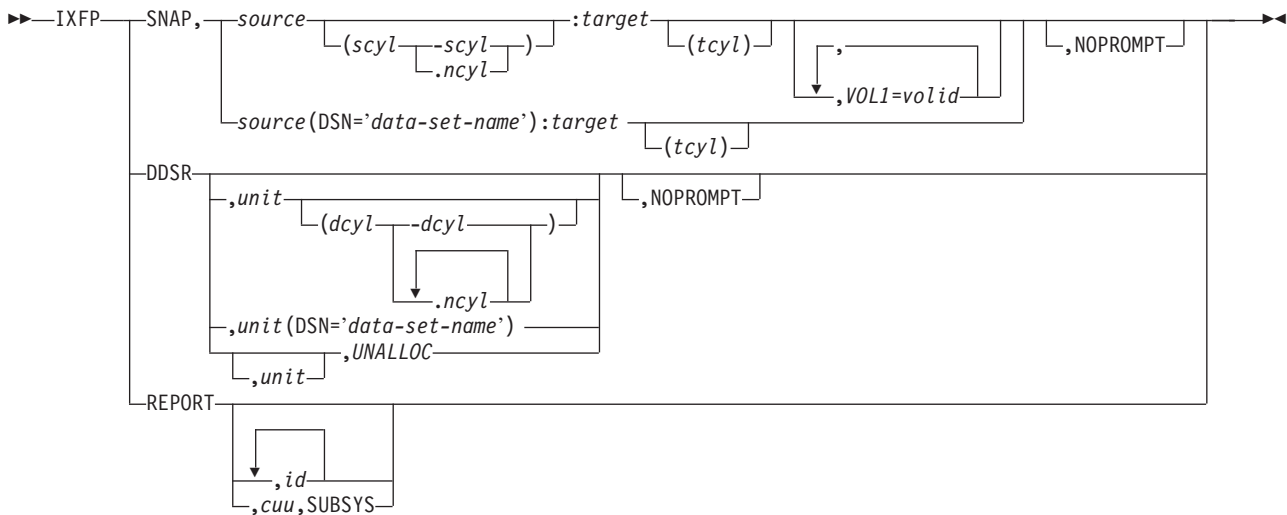 IXFP SNAP, source :target
(scyl -scyl ) (tcyl) , ,NOPROMPT
.ncyl ,VOL1=volid
source(DSN='data-set-name'):target
(tcyl)
DDSR
,unit ,NOPROMPT
(dcyl -dcyl )
.ncyl
,unit(DSN='data-set-name')
,UNALLOC
,unit
REPORT
,id
,cuu,SUBSYS